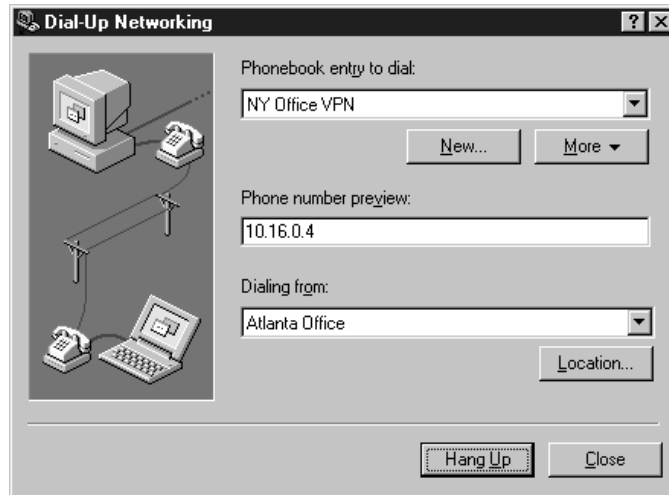 Dial-Up Networking
Phonebook entry to dial:
NY Office VPN
New... More
Phone number preview:
10.16.0.4
Dialing from:
Atlanta Office
Location...
Hang Up Close